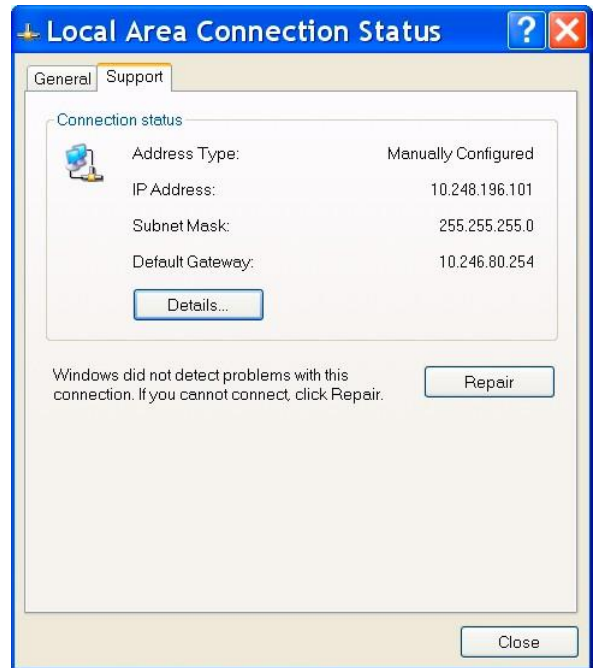 Local Area Connection Status
General Support
Connection status
Address Type: Manually Configured
IP Address: 10.248.196.101
Subnet Mask: 255.255.255.0
Default Gateway: 10.246.80.254
Details...
Windows did not detect problems with this
connection. If you cannot connect, click Repair.
Repair
Close